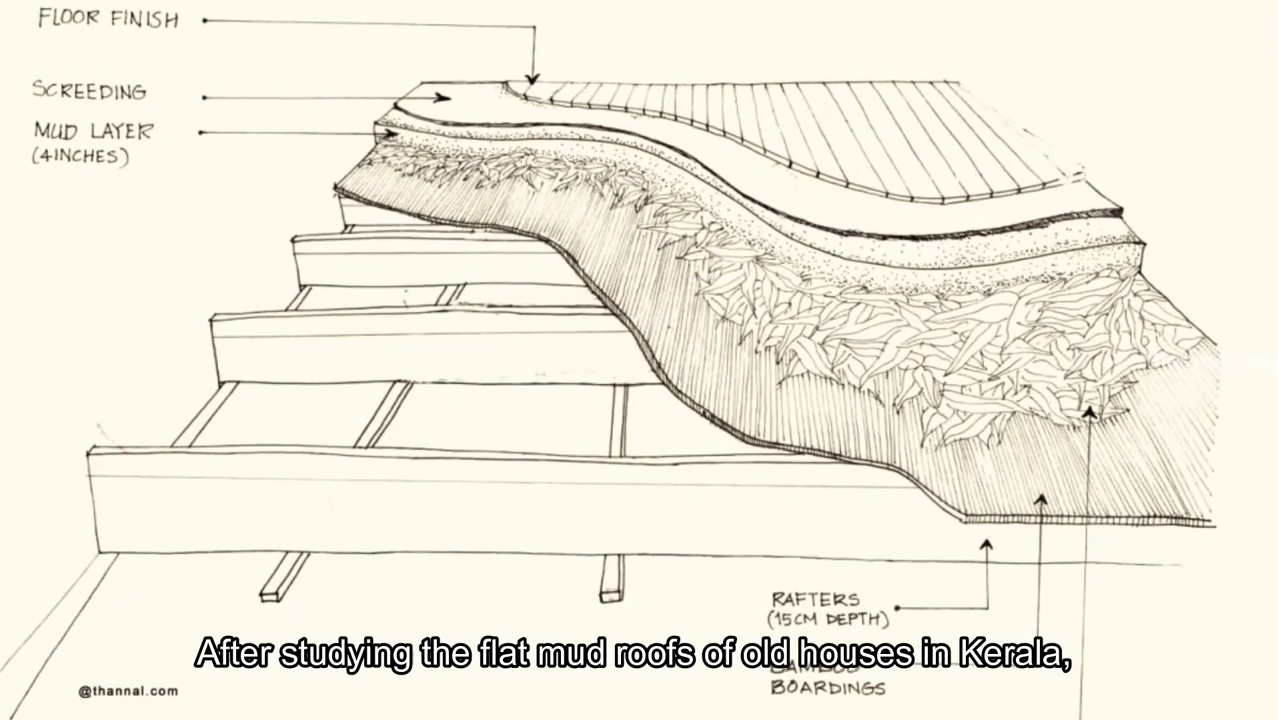 FLOOR FINISH
SCREEDING
MUD LAYER
(4INCHES)
RAFTERS
(15CM DEPTH)
After studying the flat mud roofs of old houses in Kerala,
BOARDINGS
@thannal.com